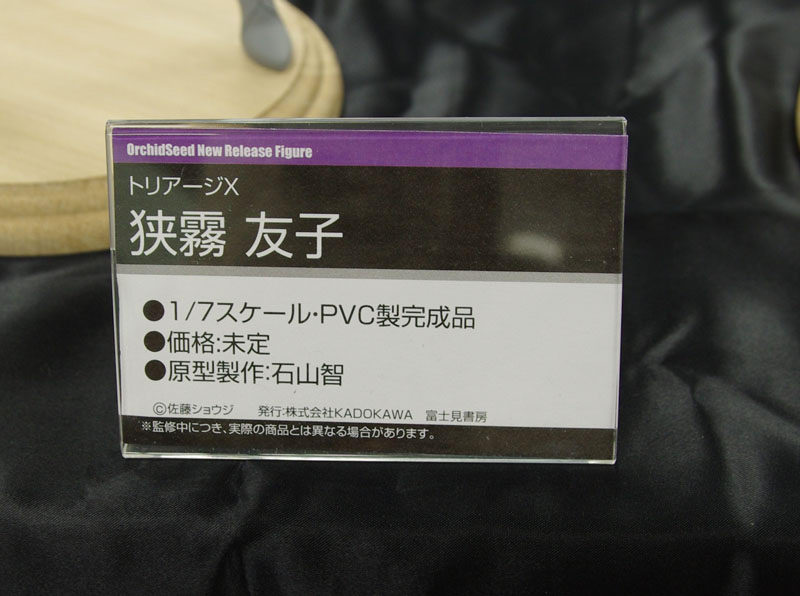 OrchidSeed New Release Figure
トリアージX
狭霧 友子
●1/7スケール・PVC製完成品
●価格:未定
●原型製作:石山智
©佐藤ショウジ　発行:株式会社KADOKAWA　富士見書房
※監修中につき、実際の商品とは異なる場合があります。